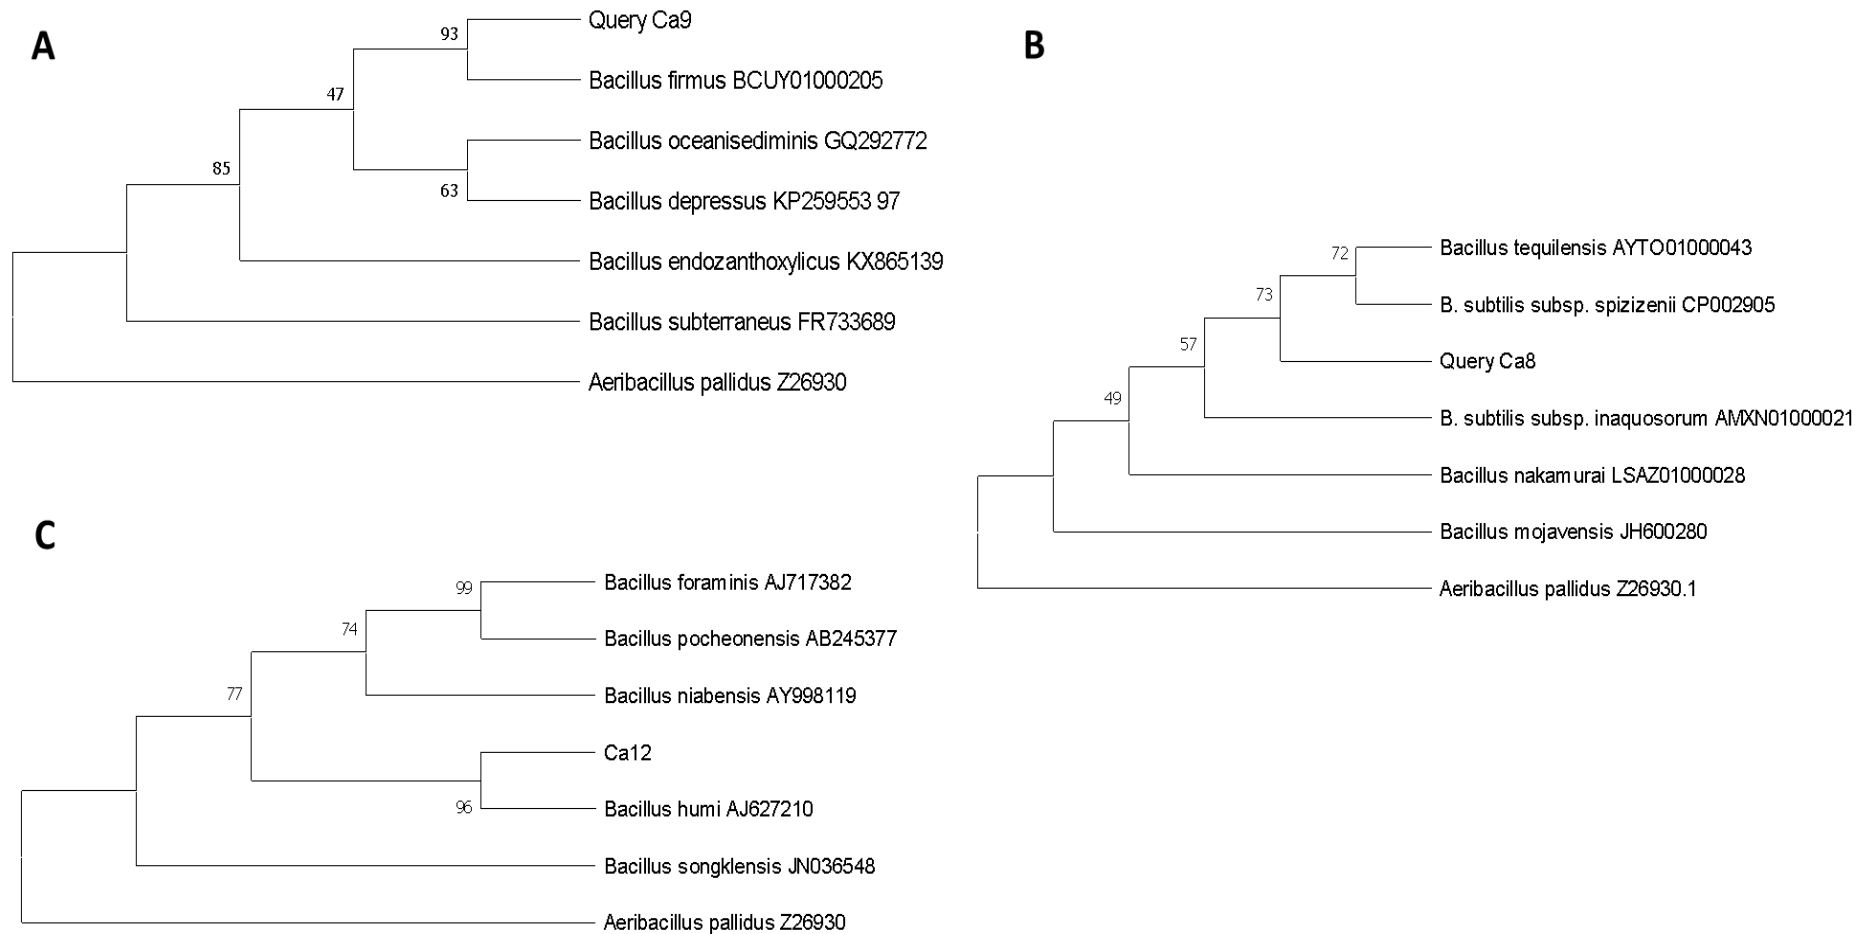 A
93
Query Ca9
Bacillus firmus BCUY01000205
47
Bacillus oceanisediminis GQ292772
85
63
Bacillus depressus KP259553 97
Bacillus endozanthoxylicus KX865139
Bacillus subterraneus FR733689
Aeribacillus pallidus Z26930
B
72
Bacillus tequilensis AYTO01000043
73
B. subtilis subsp. spizizenii CP002905
57
Query Ca8
49
B. subtilis subsp. inaquosorum AMXN01000021
Bacillus nakamurai LSAZ01000028
Bacillus mojavensis JH600280
Aeribacillus pallidus Z26930.1
C
99
Bacillus foraminis AJ717382
74
Bacillus pocheonensis AB245377
77
Bacillus niabensis AY998119
Ca12
96
Bacillus humi AJ627210
Bacillus songklensis JN036548
Aeribacillus pallidus Z26930